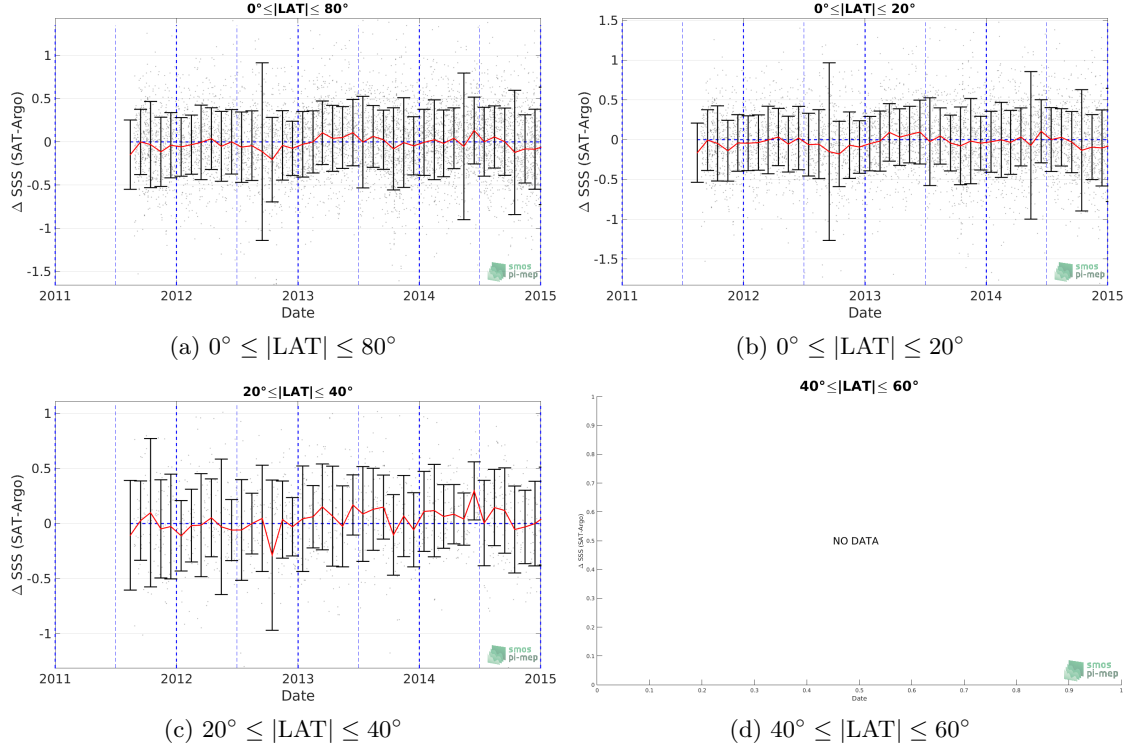 0°≤|LAT|≤ 80°
Δ SSS (SAT-Argo)
1
0.5
0
-0.5
-1
-1.5
smos
pi-mep
2011 2012 2013 2014 2015
Date
(a) 0° ≤ |LAT| ≤ 80°
0°≤|LAT|≤ 20°
Δ SSS (SAT-Argo)
1.5
1
0.5
0
-0.5
-1
-1.5
smos
pi-mep
2011 2012 2013 2014 2015
Date
(b) 0° ≤ |LAT| ≤ 20°
20°≤|LAT|≤ 40°
Δ SSS (SAT-Argo)
1
0.5
0
-0.5
-1
smos
pi-mep
2011 2012 2013 2014 2015
Date
(c) 20° ≤ |LAT| ≤ 40°
40°≤|LAT|≤ 60°
Δ SSS (SAT-Argo)
1
0.9
0.8
0.7
0.6
0.5
0.4
0.3
0.2
0.1
0
NO DATA
smos
pi-mep
0 0.1 0.2 0.3 0.4 0.5 0.6 0.7 0.8 0.9 1
Date
(d) 40° ≤ |LAT| ≤ 60°